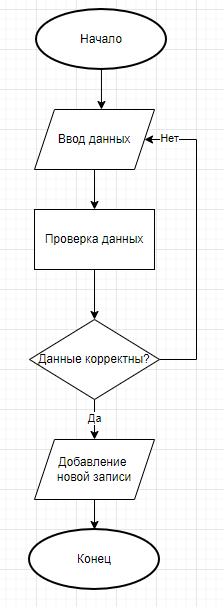 Начало
Ввод данных
Нет
Проверка данных
Данные корректны?
Да
Добавление
новой записи
Конец